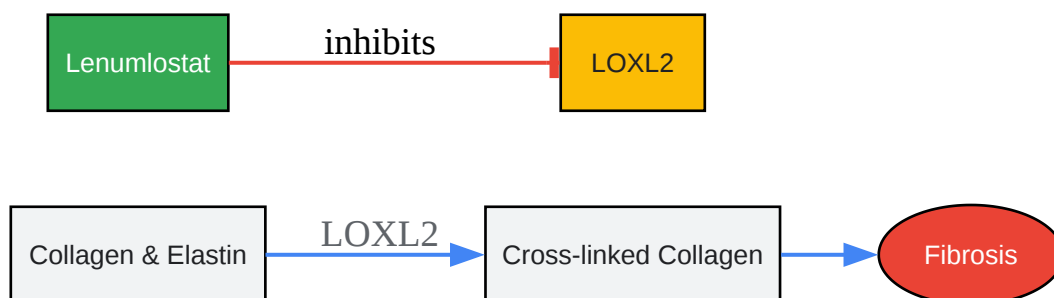 Lenumlostat
inhibits
LOXL2
Collagen & Elastin
LOXL2
Cross-linked Collagen
Fibrosis